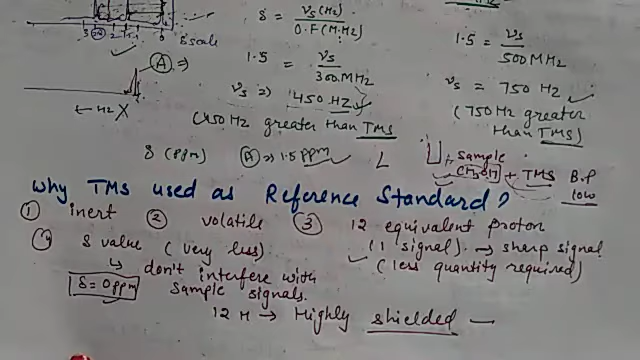 δ = νs (Hz) / O.F (M.Hz)
1.5 = νs / 300 MHz
νs ⇒ 450 HZ
(450 Hz greater than TMS
1.5 = νs / 500 MHz
νs = 750 HZ
(750 Hz greater than TMS)
δ scale
(A) ⇒
← HZ X
δ (ppm) (A) ⇒ 1.5 ppm
sample
(CH3OH) + TMS B.P low
Why TMS used as Reference Standard?
① inert ② volatile ③ 12 equivalent proton
(1 signal). → sharp signal
(less quantity required)
④ δ value (very less)
↳ don't interfere with
sample signals.
δ = 0 ppm
12 H → Highly shielded —